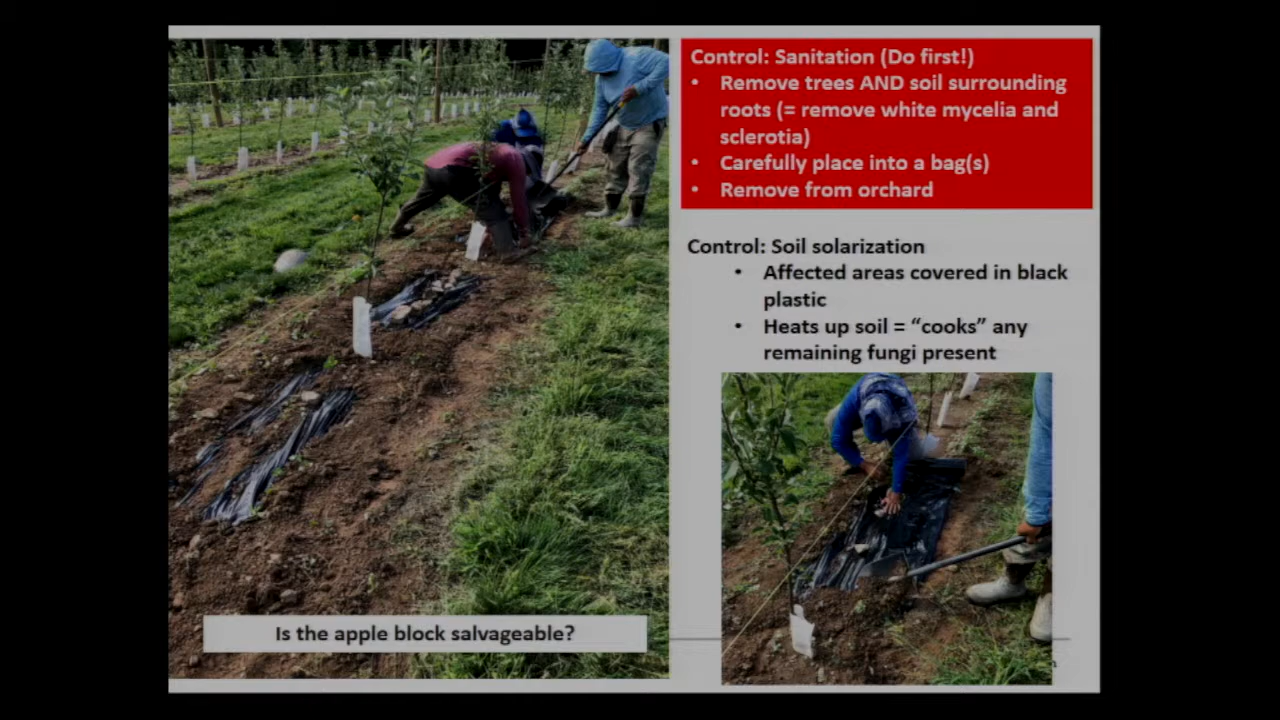 Control: Sanitation (Do first!)
• Remove trees AND soil surrounding
roots (= remove white mycelia and
sclerotia)
• Carefully place into a bag(s)
• Remove from orchard
Control: Soil solarization
• Affected areas covered in black
plastic
• Heats up soil = “cooks” any
remaining fungi present
Is the apple block salvageable?